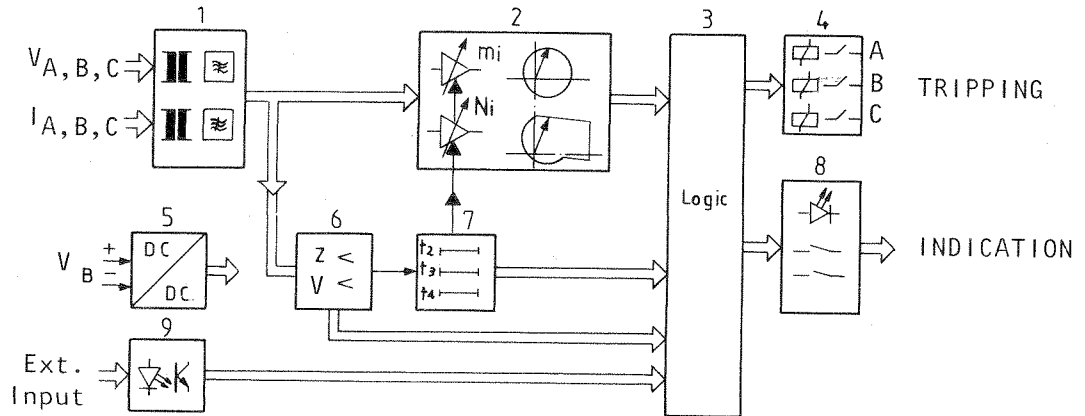 1
2
3
4
V A, B, C
I A, B, C
mi
Ni
A
B
C
TRIPPING
Logic
5
6
7
8
V B
+
-
DC
DC.
Z <
V <
t2
t3
t4
INDICATION
9
Ext.
Input